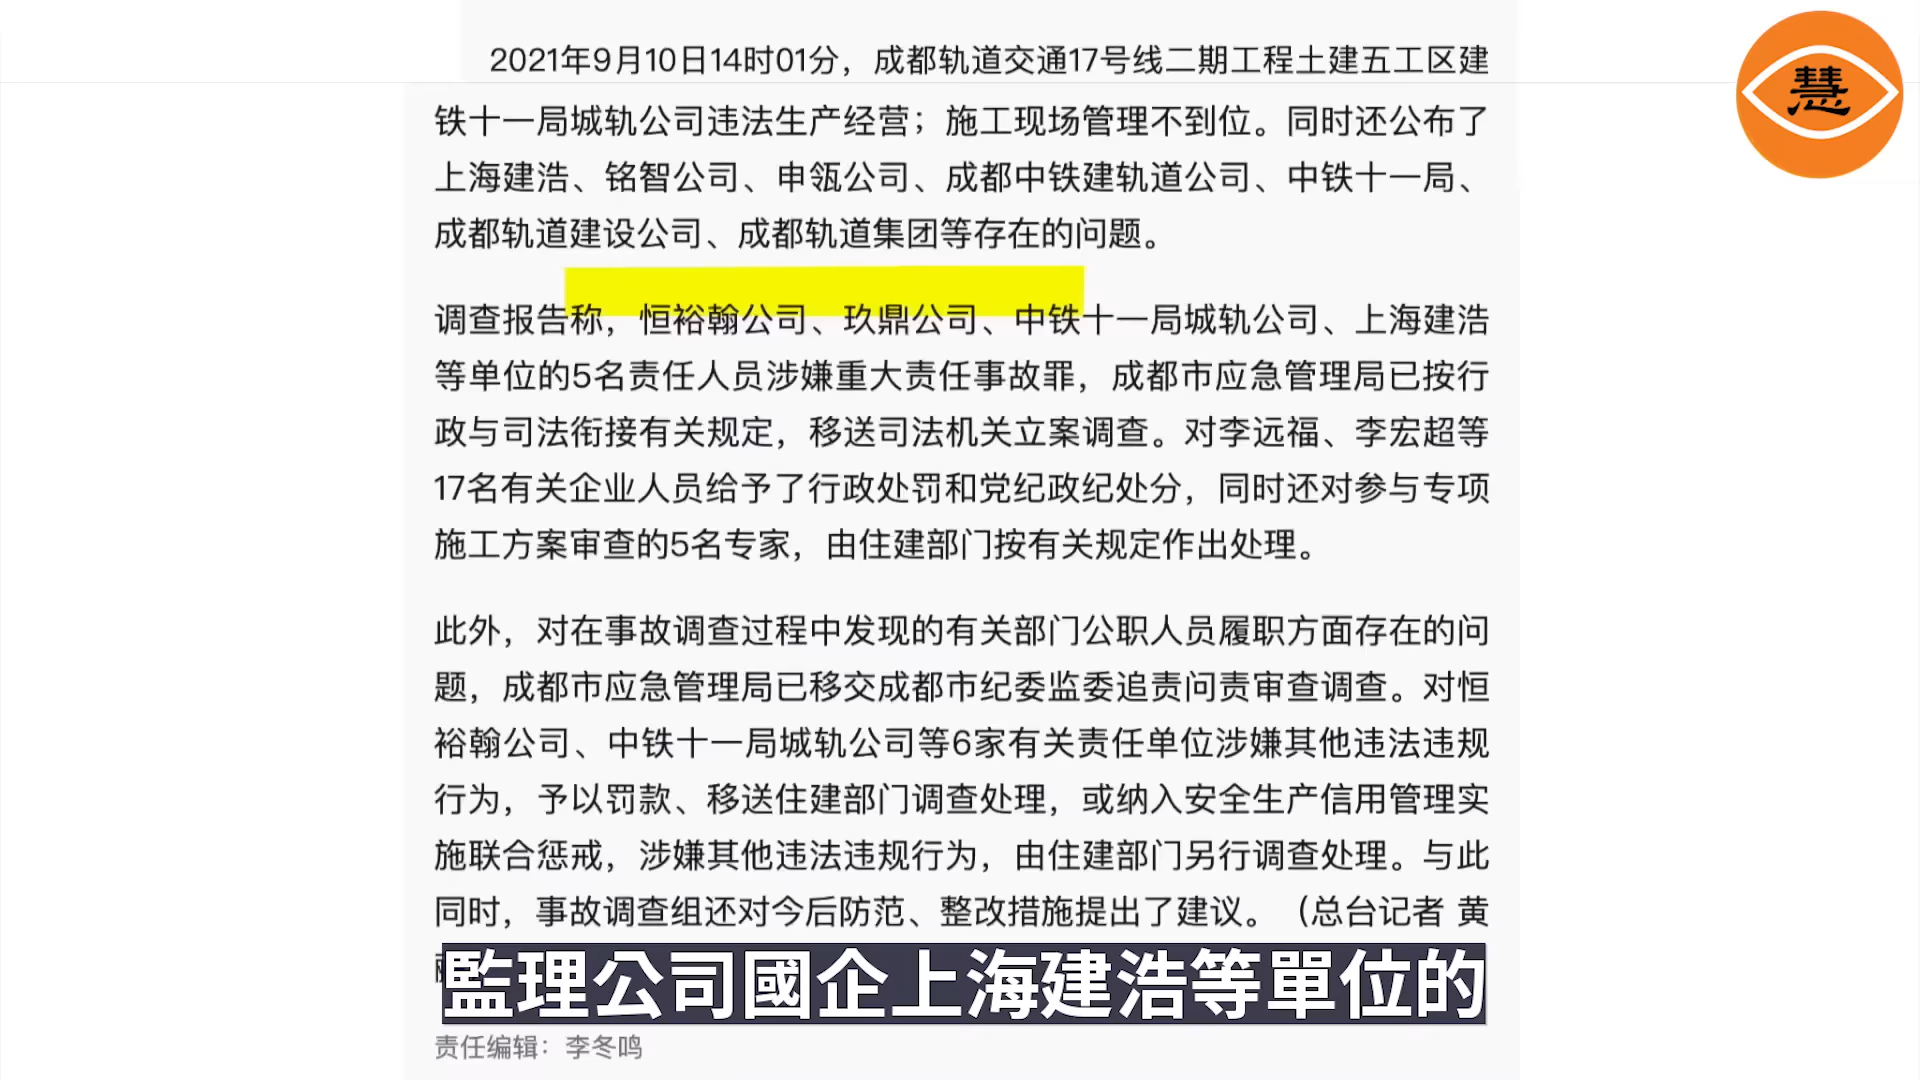 2021年9月10日14时01分，成都轨道交通17号线二期工程土建五工区建
慧
铁十一局城轨公司违法生产经营；施工现场管理不到位。同时还公布了
上海建浩、铭智公司、申瓴公司、成都中铁建轨道公司、中铁十一局、
成都轨道建设公司、成都轨道集团等存在的问题。
调查报告称，恒裕翰公司、玖鼎公司、中铁十一局城轨公司、上海建浩
等单位的5名责任人员涉嫌重大责任事故罪，成都市应急管理局已按行
政与司法衔接有关规定，移送司法机关立案调查。对李远福、李宏超等
17名有关企业人员给予了行政处罚和党纪政纪处分，同时还对参与专项
施工方案审查的5名专家，由住建部门按有关规定作出处理。
此外，对在事故调查过程中发现的有关部门公职人员履职方面存在的问
题，成都市应急管理局已移交成都市纪委监委追责问责审查调查。对恒
裕翰公司、中铁十一局城轨公司等6家有关责任单位涉嫌其他违法违规
行为，予以罚款、移送住建部门调查处理，或纳入安全生产信用管理实
施联合惩戒，涉嫌其他违法违规行为，由住建部门另行调查处理。与此
同时，事故调查组还对今后防范、整改措施提出了建议。（总台记者 黄
監理公司國企上海建浩等單位的
责任编辑：李冬鸣